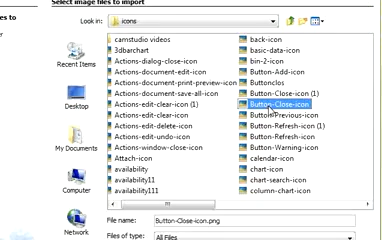 Select image files to import
es to
Look in:
icons
Recent Items
Desktop
My Documents
Computer
Network
camstudio videos
3dbarchart
Actions-dialog-close-icon
Actions-document-edit-icon
Actions-document-print-preview-icon
Actions-document-save-all-icon
Actions-edit-clear-icon (1)
Actions-edit-clear-icon
Actions-edit-delete-icon
Actions-edit-undo-icon
Actions-window-close-icon
Attach-icon
availability
availability11
availability111
back-icon
basic-data-icon
bin-2-icon
Button-Add-icon
Buttonclos
Button-Close-icon (1)
Button-Close-icon
Button-Previous-icon
Button-Refresh-icon (1)
Button-Refresh-icon
Button-Warning-icon
calendar-icon
chart-icon
chart-search-icon
column-chart-icon
File name:
Button-Close-icon.png
Files of type:
All Files